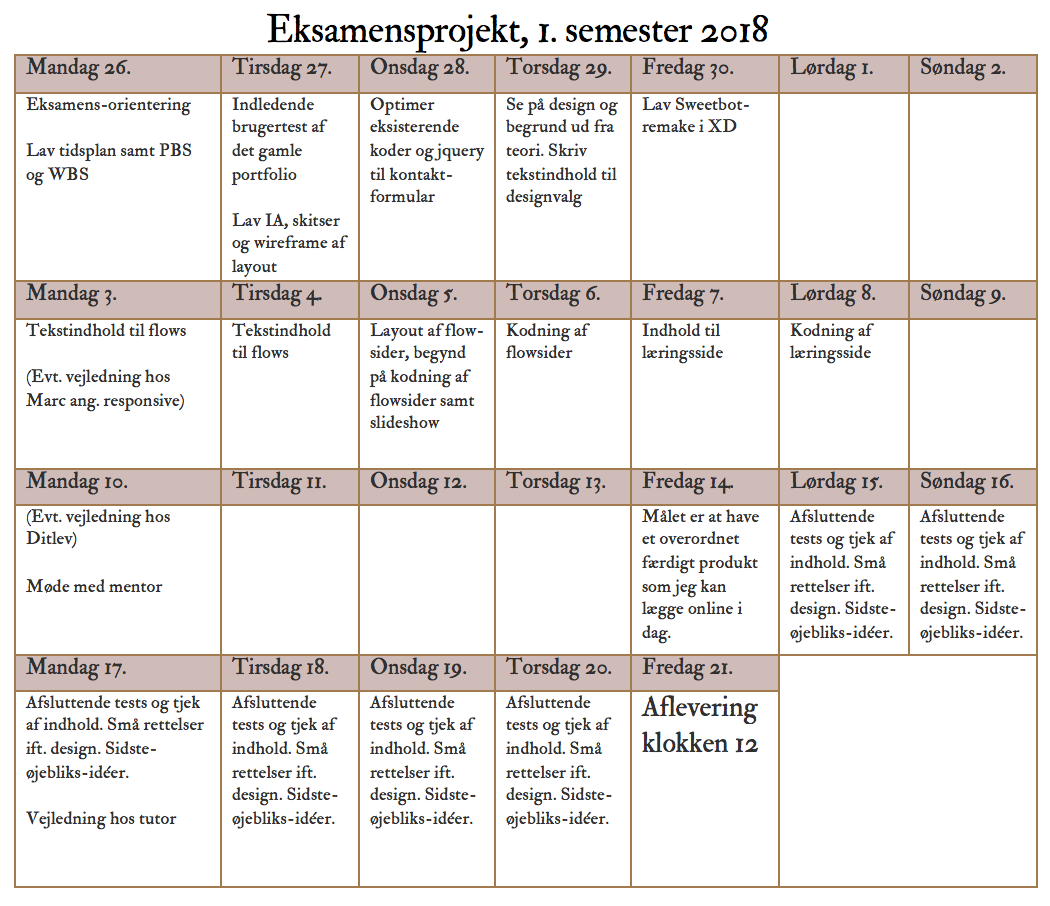 Eksamensprojekt, 1. semester 2018
Mandag 26.
Tirsdag 27.
Onsdag 28.
Torsdag 29.
Fredag 30.
Lørdag 1.
Søndag 2.
Eksamens-orientering
Lav tidsplan samt PBS
og WBS
Indledende
brugertest af
det gamle
portfolio
Lav IA, skitser
og wireframe af
layout
Optimer
eksisterende
koder og jquery
til kontakt-
formular
Se på design og
begrund ud fra
teori. Skriv
tekstindhold til
designvalg
Lav Sweetbot-
remake i XD
Mandag 3.
Tirsdag 4.
Onsdag 5.
Torsdag 6.
Fredag 7.
Lørdag 8.
Søndag 9.
Tekstindhold til flows
(Evt. vejledning hos
Marc ang. responsive)
Tekstindhold
til flows
Layout af flow-
sider, begynd
på kodning af
flowsider samt
slideshow
Kodning af
flowsider
Indhold til
læringsside
Kodning af
læringsside
Mandag 10.
Tirsdag 11.
Onsdag 12.
Torsdag 13.
Fredag 14.
Lørdag 15.
Søndag 16.
(Evt. vejledning hos
Ditlev)
Møde med mentor
Målet er at have
et overordnet
færdigt produkt
som jeg kan
lægge online i
dag.
Afsluttende
tests og tjek af
indhold. Små
rettelser ift.
design. Sidste-
øjebliks-idéer.
Afsluttende
tests og tjek af
indhold. Små
rettelser ift.
design. Sidste-
øjebliks-idéer.
Mandag 17.
Tirsdag 18.
Onsdag 19.
Torsdag 20.
Fredag 21.
Afsluttende tests og tjek
af indhold. Små rettelser
ift. design. Sidste-
øjebliks-idéer.
Vejledning hos tutor
Afsluttende
tests og tjek af
indhold. Små
rettelser ift.
design. Sidste-
øjebliks-idéer.
Afsluttende
tests og tjek af
indhold. Små
rettelser ift.
design. Sidste-
øjebliks-idéer.
Afsluttende
tests og tjek af
indhold. Små
rettelser ift.
design. Sidste-
øjebliks-idéer.
Aflevering
klokken 12